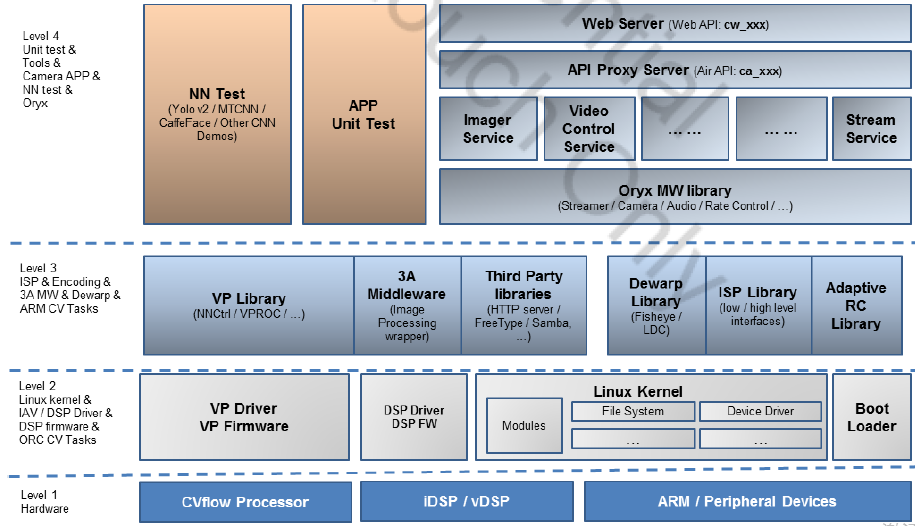 Level 4
Unit test &
Tools &
Camera APP &
NN test &
Oryx
NN Test
(Yolo v2 / MTCNN /
CaffeFace / Other CNN
Demos)
APP
Unit Test
Web Server (Web API: cw_xxx)
API Proxy Server (Air API: ca_xxx)
Imager
Service
Video
Control
Service
... ...
... ...
Stream
Service
Oryx MW library
(Streamer / Camera / Audio / Rate Control / ...)
Level 3
ISP & Encoding &
3A MW & Dewarp &
ARM CV Tasks
VP Library
(NNCtrl / VPROC / ...)
3A
Middleware
(Image
Processing
wrapper)
Third Party
libraries
(HTTP server /
FreeType / Samba,
...)
Dewarp
Library
(Fisheye /
LDC)
ISP Library
(low / high level
interfaces)
Adaptive
RC
Library
Level 2
Linux kernel &
IAV / DSP Driver &
DSP firmware &
ORC CV Tasks
VP Driver
VP Firmware
DSP Driver
DSP FW
Linux Kernel
Modules
File System
Device Driver
...
...
Boot
Loader
Level 1
Hardware
CVflow Processor
iDSP / vDSP
ARM / Peripheral Devices
Only